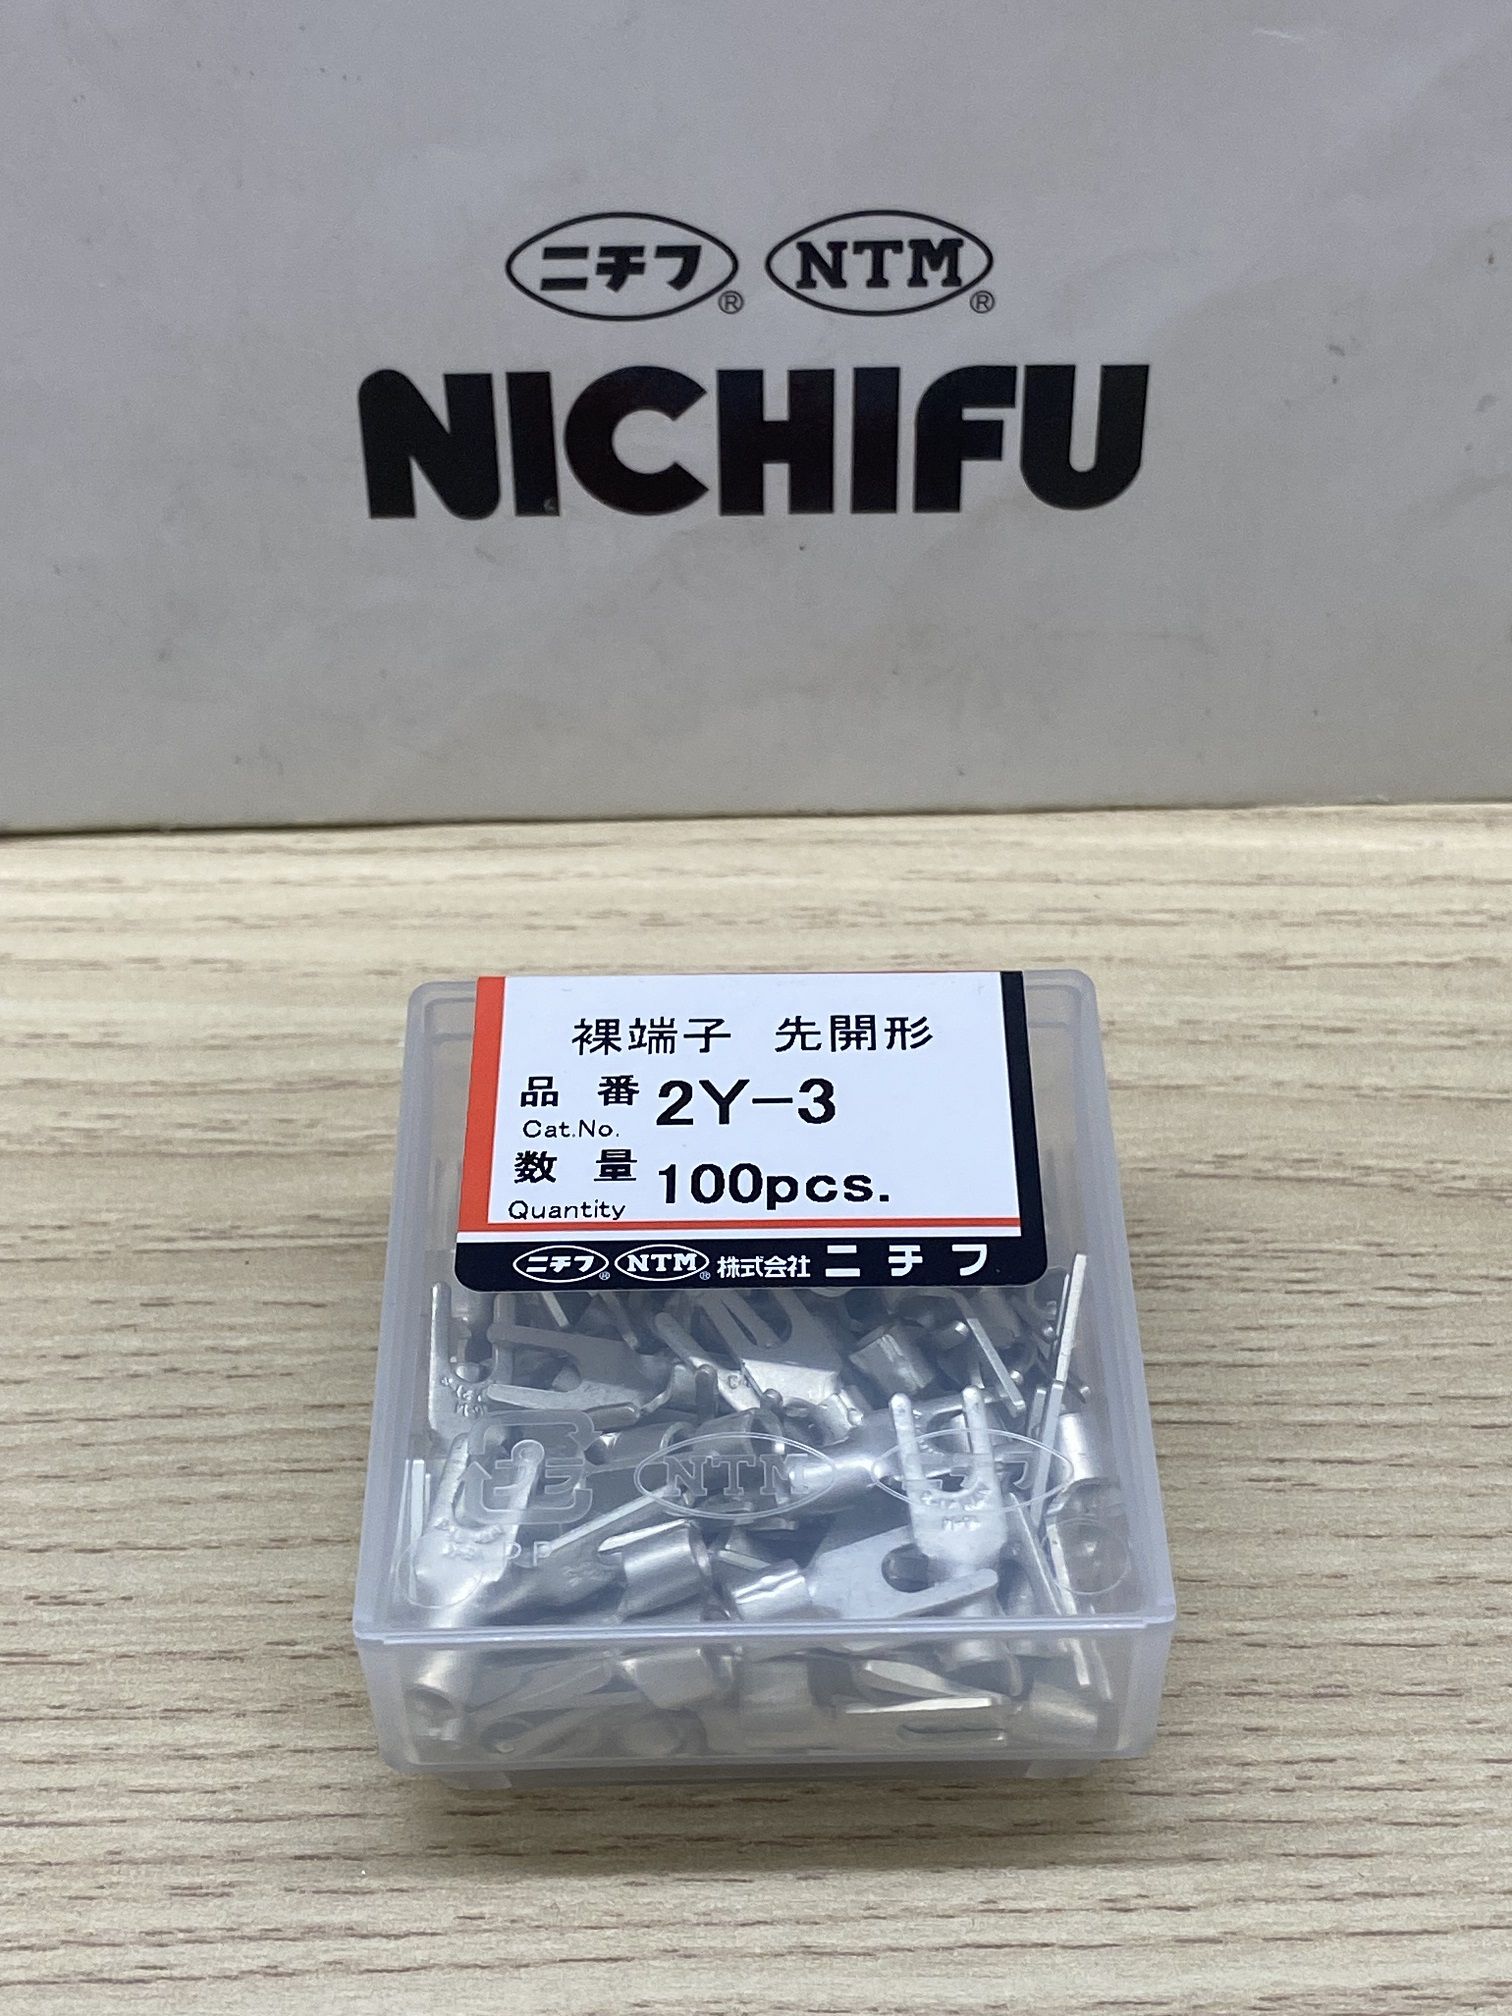 ニチフ® NTM®
NICHIFU
裸端子 先開形
品番 2Y-3
Cat.No.
数量 100pcs.
Quantity
ニチフ® NTM® 株式会社 ニチフ
NTM ニチフ
PP